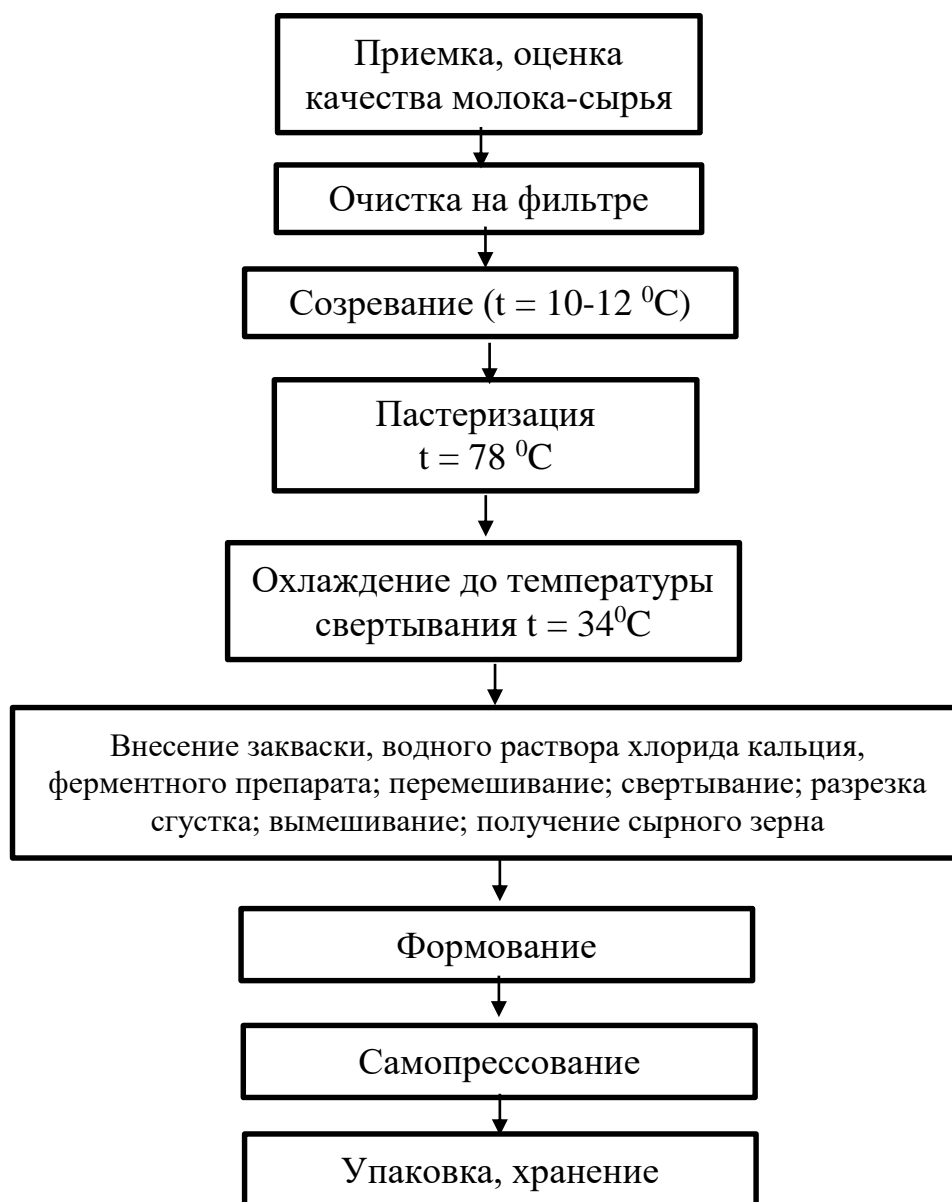 Приемка, оценка
качества молока-сырья
Очистка на фильтре
Созревание (t = 10-12 ⁰С)
Пастеризация
t = 78 ⁰С
Охлаждение до температуры
свертывания t = 34⁰С
Внесение закваски, водного раствора хлорида кальция,
ферментного препарата; перемешивание; свертывание; разрезка
сгустка; вымешивание; получение сырного зерна
Формование
Самопрессование
Упаковка, хранение